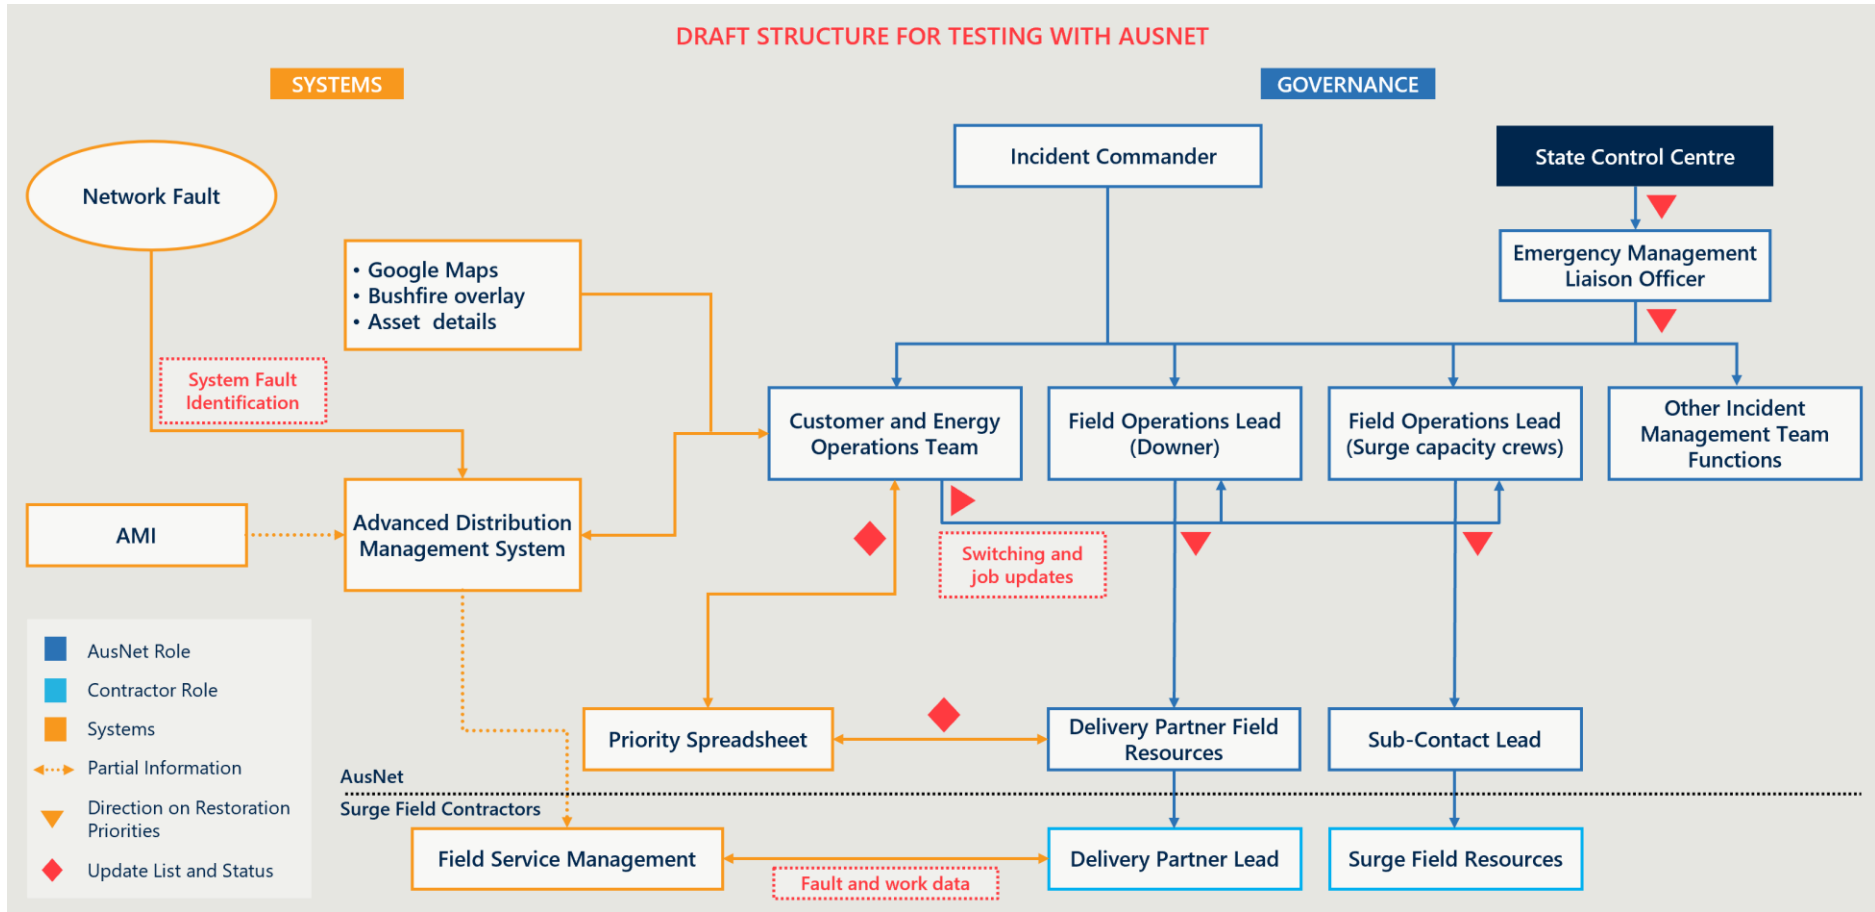 DRAFT STRUCTURE FOR TESTING WITH AUSNET
SYSTEMS
GOVERNANCE
Incident Commander
State Control Centre
Network Fault
Emergency Management
Liaison Officer
• Google Maps
• Bushfire overlay
• Asset details
System Fault
Identification
Customer and Energy
Operations Team
Field Operations Lead
(Downer)
Field Operations Lead
(Surge capacity crews)
Other Incident
Management Team
Functions
AMI
Advanced Distribution
Management System
Switching and
job updates
AusNet Role
Contractor Role
Systems
Partial Information
Direction on Restoration
Priorities
Update List and Status
Priority Spreadsheet
Delivery Partner Field
Resources
Sub-Contact Lead
AusNet
Surge Field Contractors
Field Service Management
Delivery Partner Lead
Surge Field Resources
Fault and work data